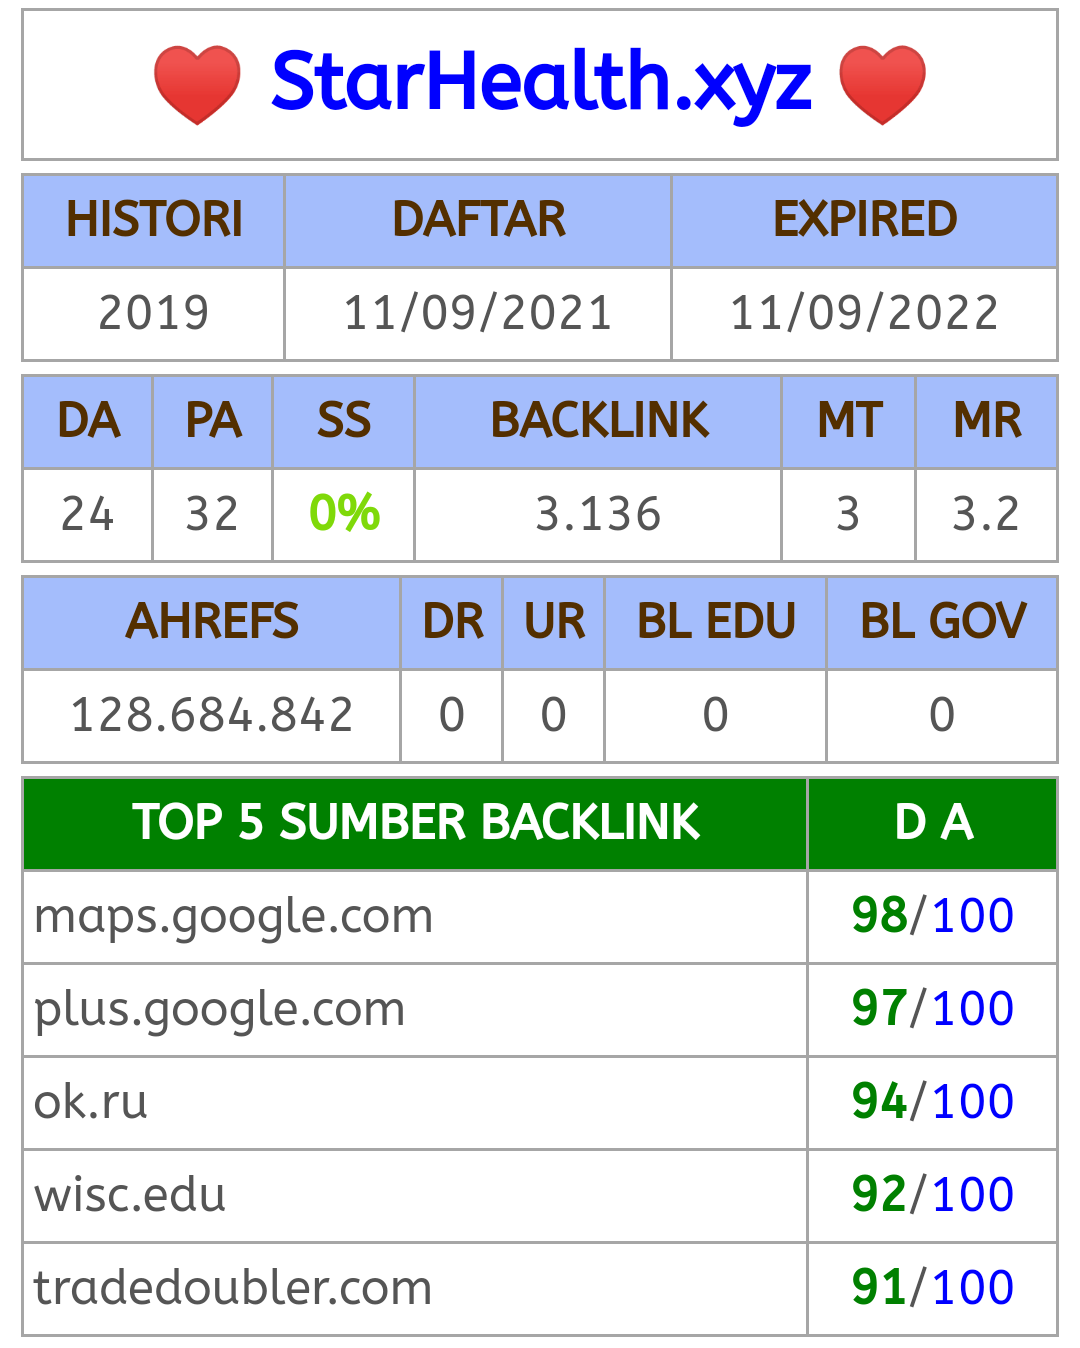 StarHealth.xyz
HISTORI DAFTAR EXPIRED
2019 11/09/2021 11/09/2022
DA PA SS BACKLINK MT MR
24 32 0% 3.136 3 3.2
AHREFS DR UR BL EDU BL GOV
128.684.842 0 0 0 0
TOP 5 SUMBER BACKLINK D A
maps.google.com 98/100
plus.google.com 97/100
ok.ru 94/100
wisc.edu 92/100
tradedoubler.com 91/100